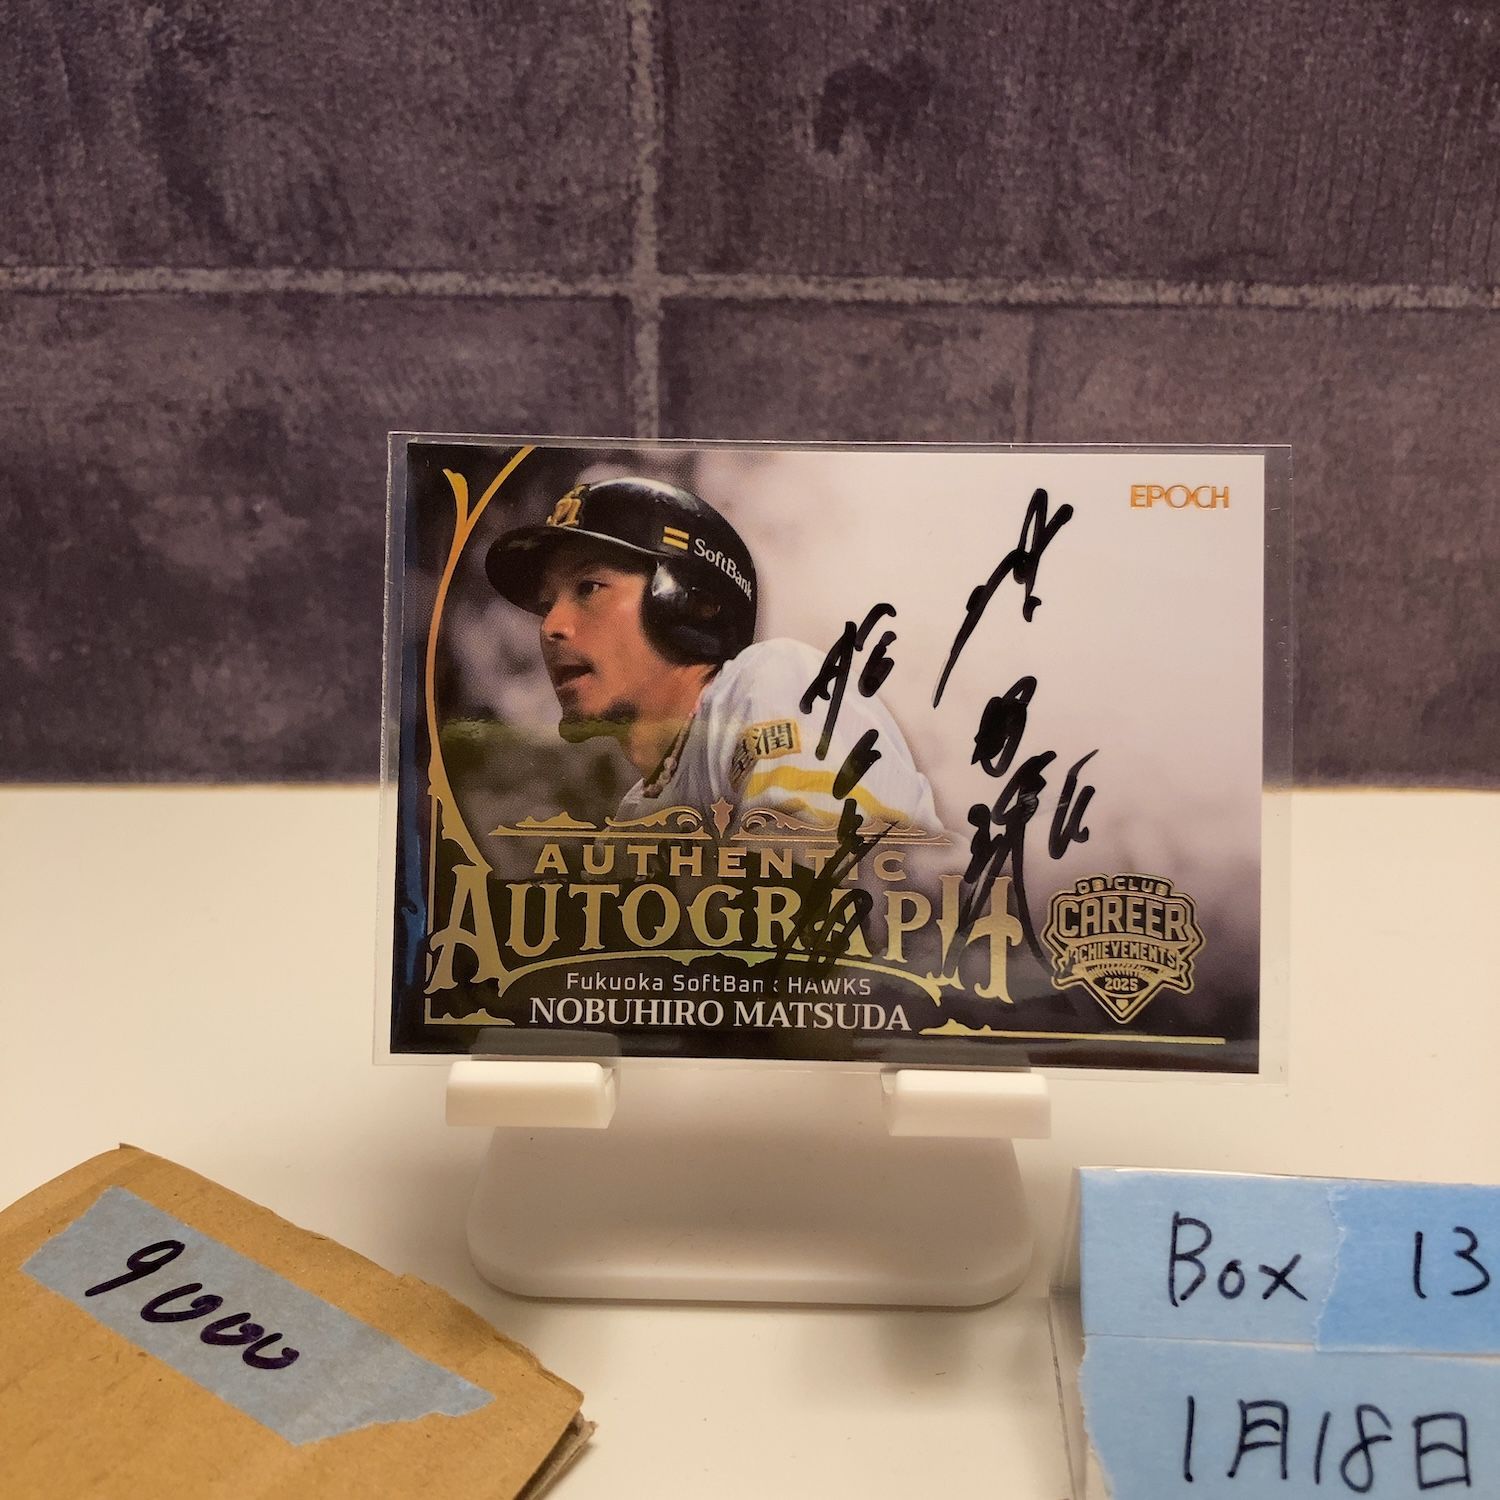 EPOCH
SoftBank
潤
AUTHENTIC
AUTOGRAPH
Fukuoka SoftBank HAWKS
NOBUHIRO MATSUDA
OB CLUB
CAREER
ACHIEVEMENTS
2025
9000
Box 13
1月18日